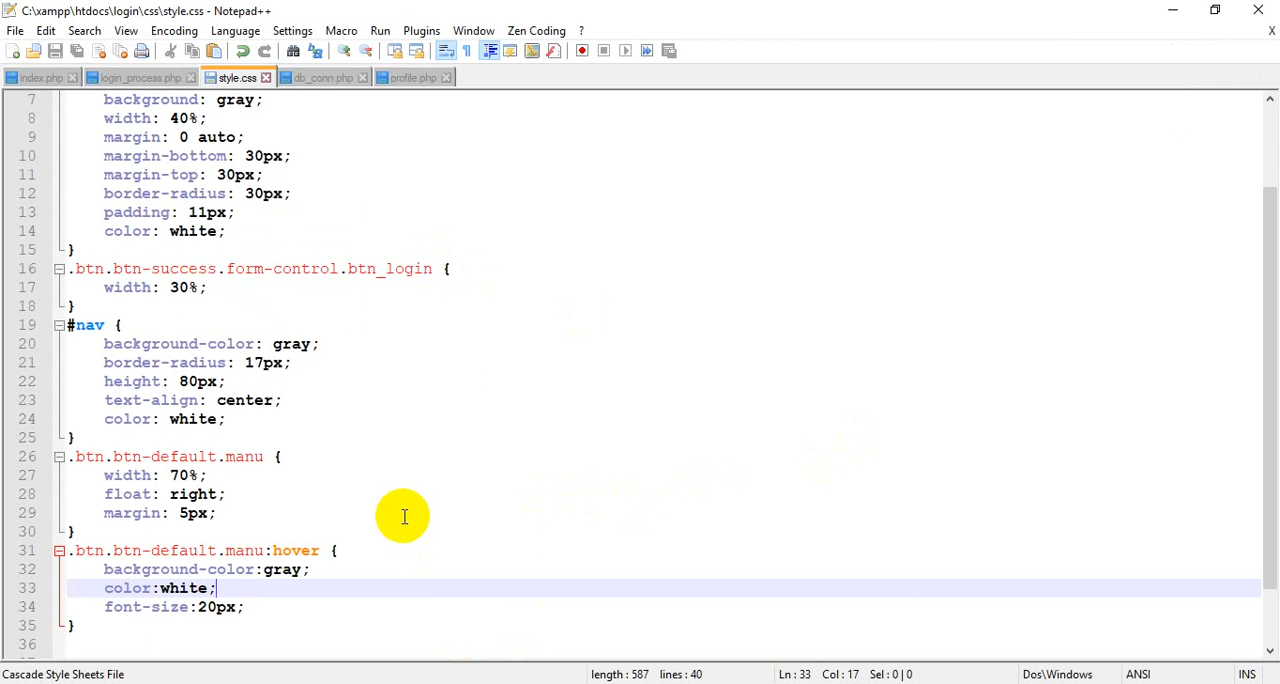 C:\xampp\htdocs\login\css\style.css - Notepad++
File Edit Search View Encoding Language Settings Macro Run Plugins Window Zen Coding ? X
index.php login_process.php style.css db_conn.php profile.php
7 background: gray;
8 width: 40%;
9 margin: 0 auto;
10 margin-bottom: 30px;
11 margin-top: 30px;
12 border-radius: 30px;
13 padding: 11px;
14 color: white;
15 }
16 .btn.btn-success.form-control.btn_login {
17 width: 30%;
18 }
19 #nav {
20 background-color: gray;
21 border-radius: 17px;
22 height: 80px;
23 text-align: center;
24 color: white;
25 }
26 .btn.btn-default.manu {
27 width: 70%;
28 float: right;
29 margin: 5px;
30 }
31 .btn.btn-default.manu:hover {
32 background-color:gray;
33 color:white;
34 font-size:20px;
35 }
36
Cascade Style Sheets File length : 587 lines : 40 Ln : 33 Col : 17 Sel : 0 | 0 Dos\Windows ANSI INS